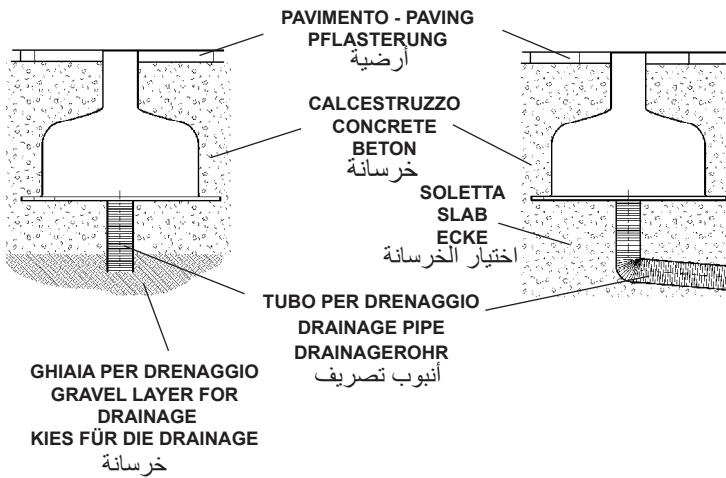 PAVIMENTO - PAVING
PFLASTERUNG
أرضية
CALCESTRUZZO
CONCRETE
BETON
خرسانة
SOLETTA
SLAB
ECKE
اختيار الخرسانة
TUBO PER DRENAGGIO
DRAINAGE PIPE
DRAINAGEROHR
أنبوب تصريف
GHIAIA PER DRENAGGIO
GRAVEL LAYER FOR
DRAINAGE
KIES FÜR DIE DRAINAGE
خرسانة